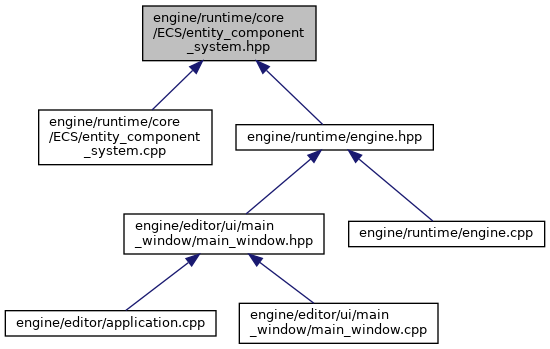 engine/runtime/core
/ECS/entity_component
_system.hpp
engine/runtime/core
/ECS/entity_component
_system.cpp
engine/runtime/engine.hpp
engine/editor/ui/main
_window/main_window.hpp
engine/runtime/engine.cpp
engine/editor/application.cpp
engine/editor/ui/main
_window/main_window.cpp